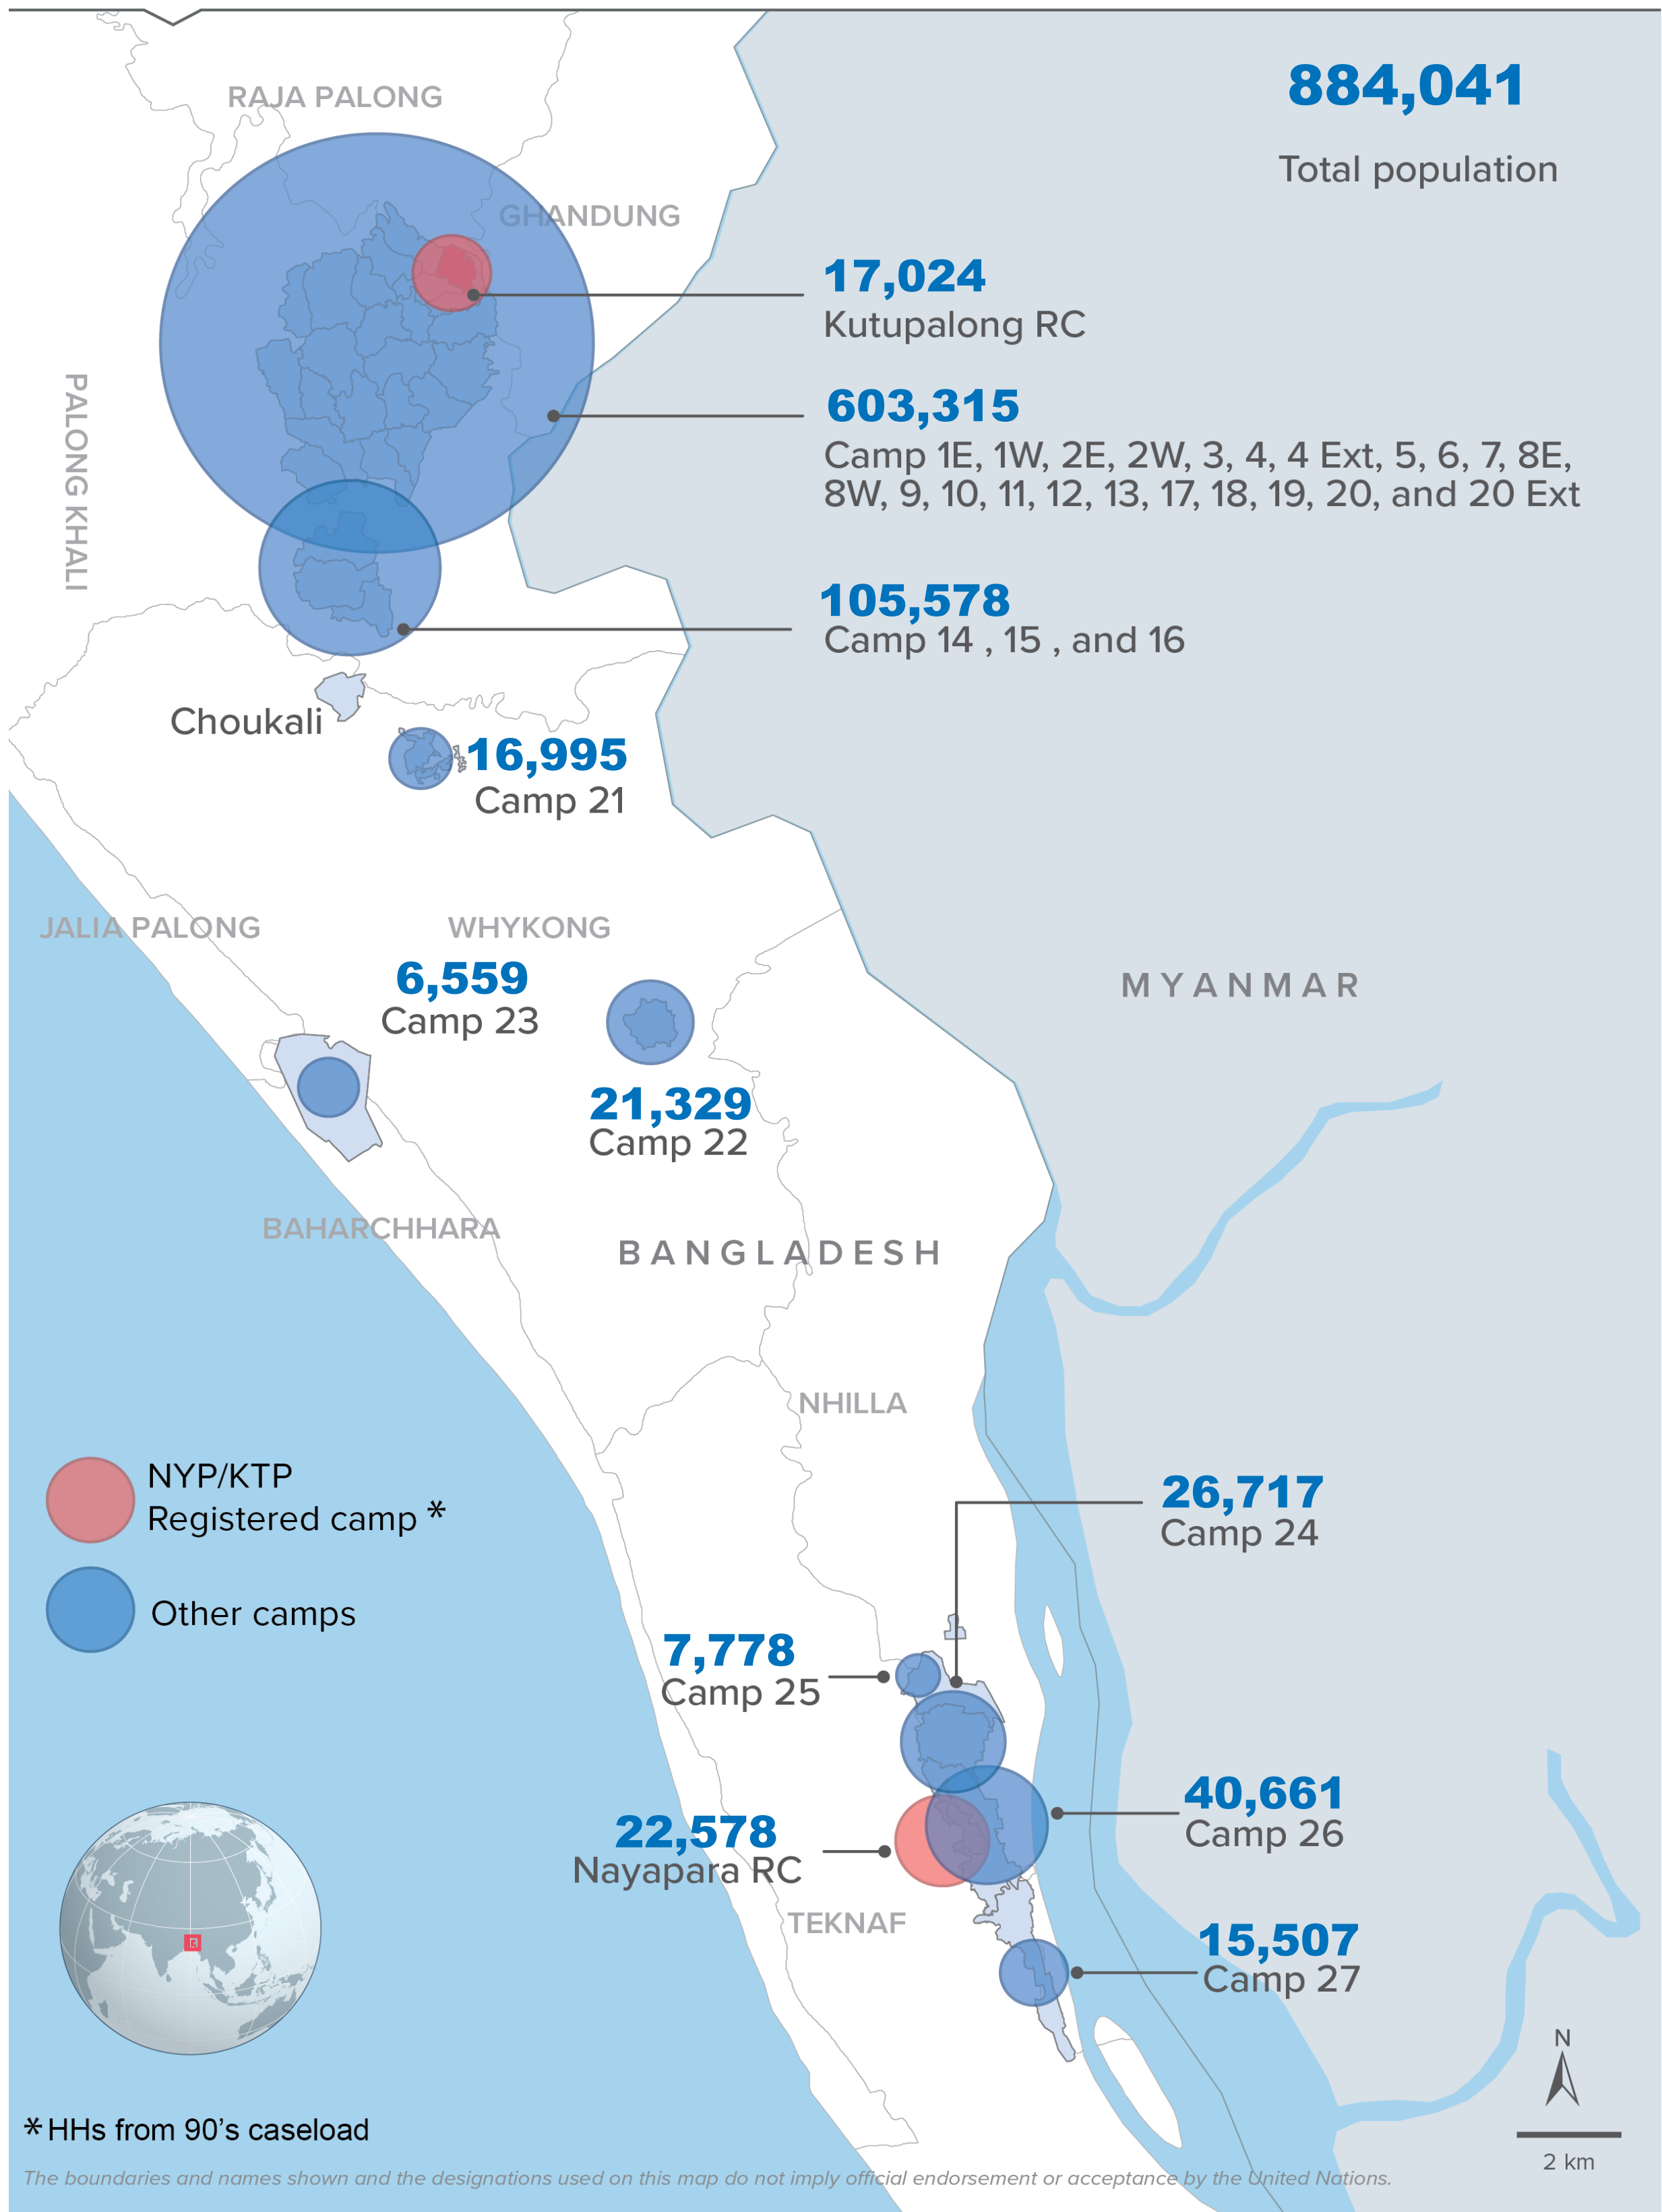 884,041
Total population
RAJA PALONG
GHANDUNG
17,024
Kutupalong RC
PALONG KHALI
603,315
Camp 1E, 1W, 2E, 2W, 3, 4, 4 Ext, 5, 6, 7, 8E,
8W, 9, 10, 11, 12, 13, 17, 18, 19, 20, and 20 Ext
105,578
Camp 14 , 15 , and 16
Choukali
16,995
Camp 21
JALIA PALONG
WHYKONG
6,559
Camp 23
MYANMAR
21,329
Camp 22
BAHARCHHARA
BANGLADESH
NHILLA
NYP/KTP
Registered camp *
26,717
Camp 24
Other camps
7,778
Camp 25
40,661
Camp 26
22,578
Nayapara RC
TEKNAF
15,507
Camp 27
N
2 km
*HHs from 90’s caseload
The boundaries and names shown and the designations used on this map do not imply official endorsement or acceptance by the United Nations.